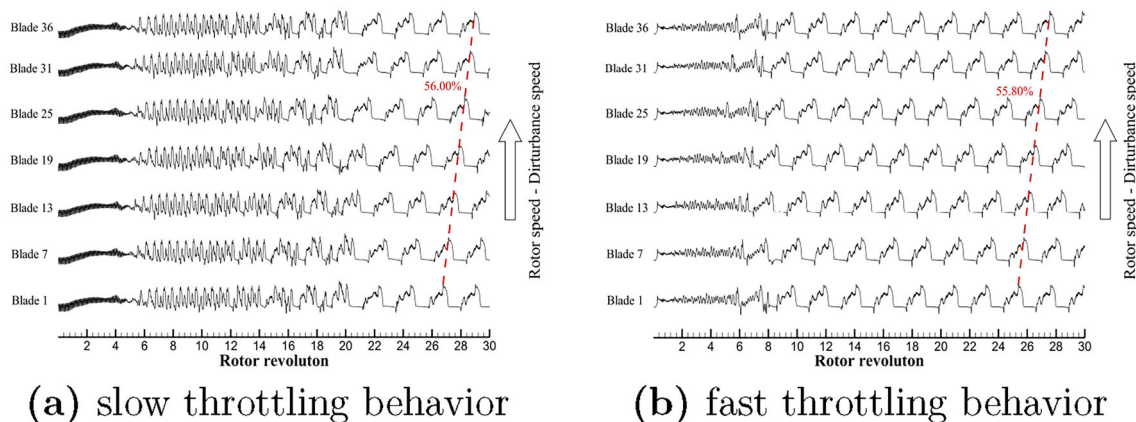 Blade 36
Blade 31
56.00%
Blade 25
Blade 19
Blade 13
Blade 7
Blade 1
Rotor speed - Dirturbance speed
2 4 6 8 10 12 14 16 18 20 22 24 26 28 30
Rotor revoluton
(a) slow throttling behavior
Blade 36
Blade 31
55.80%
Blade 25
Blade 19
Blade 13
Blade 7
Blade 1
Rotor speed - Dirturbance speed
2 4 6 8 10 12 14 16 18 20 22 24 26 28 30
Rotor revoluton
(b) fast throttling behavior